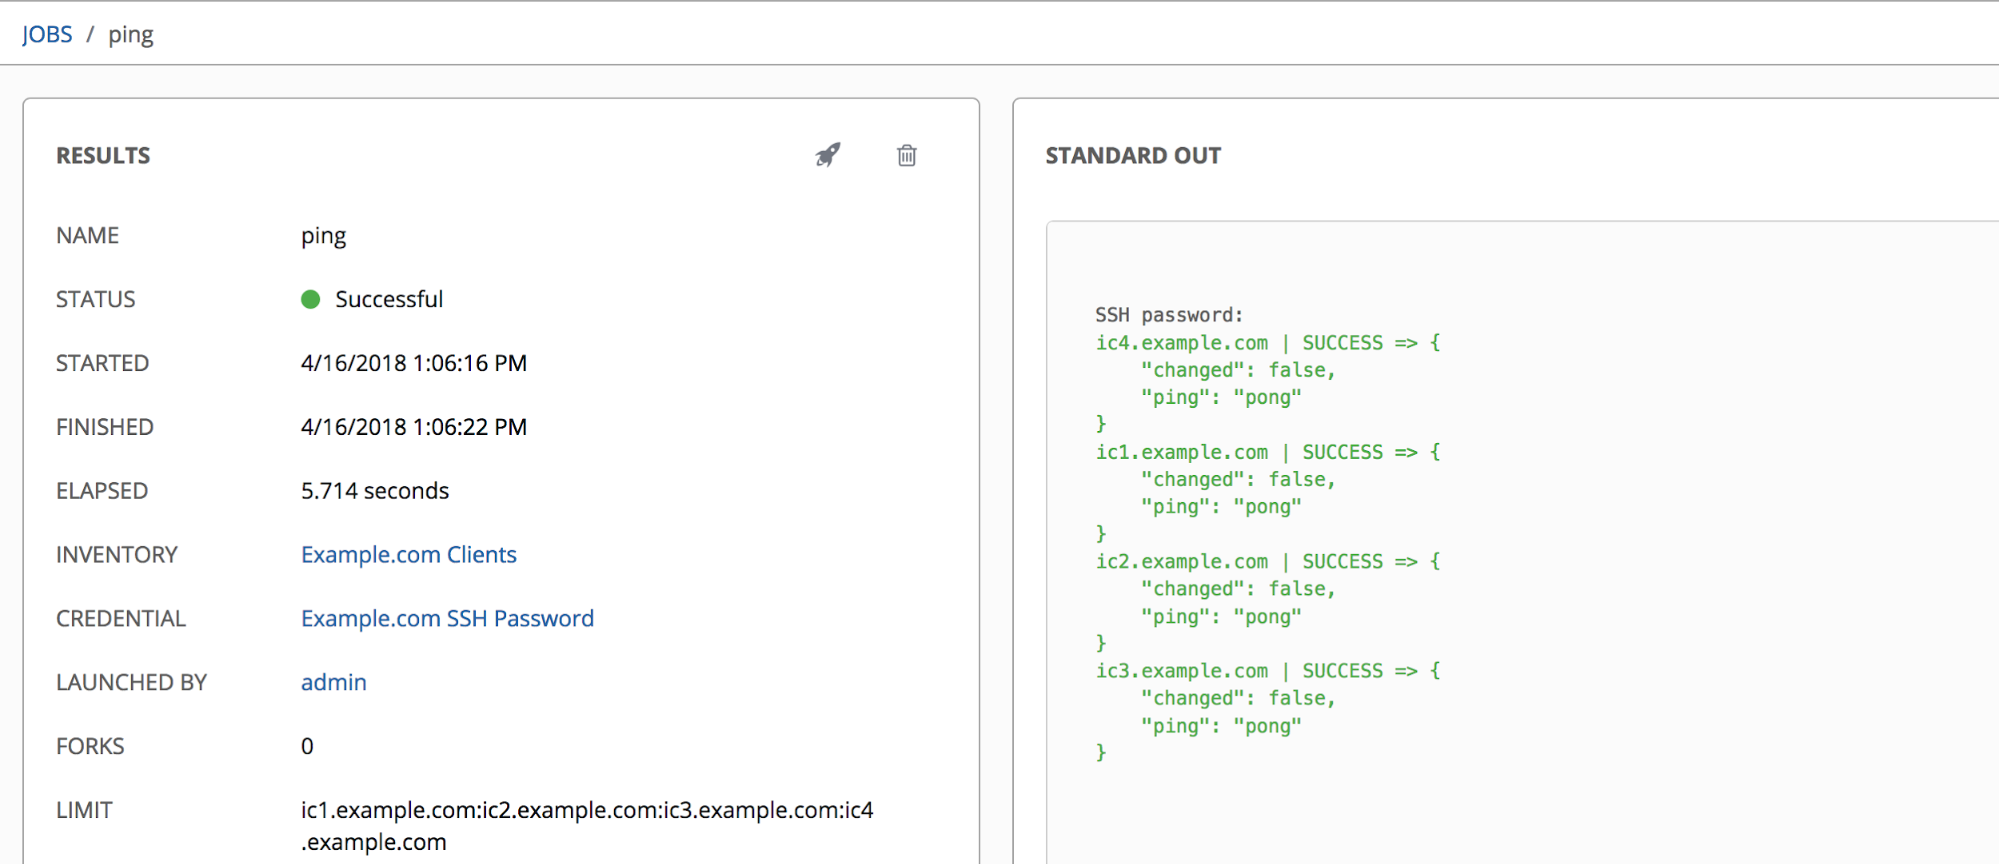 JOBS / ping
RESULTS
NAME ping
STATUS Successful
STARTED 4/16/2018 1:06:16 PM
FINISHED 4/16/2018 1:06:22 PM
ELAPSED 5.714 seconds
INVENTORY Example.com Clients
CREDENTIAL Example.com SSH Password
LAUNCHED BY admin
FORKS 0
LIMIT ic1.example.com:ic2.example.com:ic3.example.com:ic4
.example.com
STANDARD OUT
SSH password:
ic4.example.com | SUCCESS => {
    "changed": false,
    "ping": "pong"
}
ic1.example.com | SUCCESS => {
    "changed": false,
    "ping": "pong"
}
ic2.example.com | SUCCESS => {
    "changed": false,
    "ping": "pong"
}
ic3.example.com | SUCCESS => {
    "changed": false,
    "ping": "pong"
}